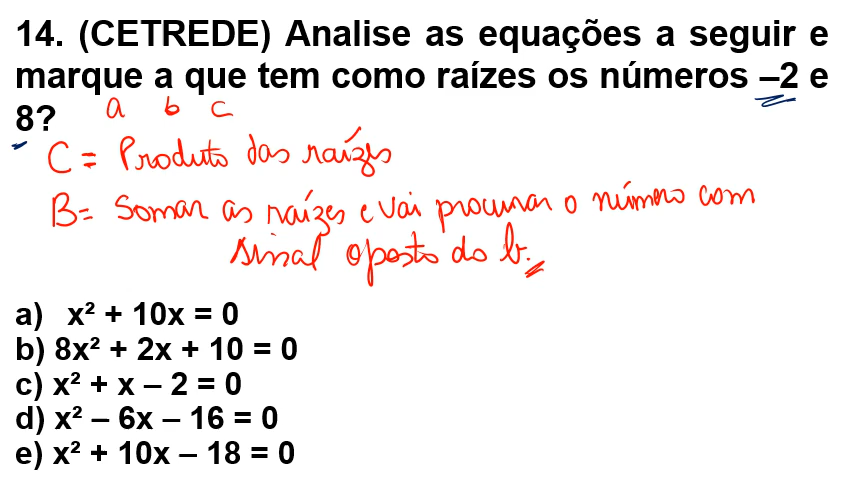 14. (CETREDE) Analise as equações a seguir e
marque a que tem como raízes os números –2 e
8?
a b c
C = Produto das raízes
B= Somar as raízes e vai procurar o número com
sinal oposto do b.
a) x² + 10x = 0
b) 8x² + 2x + 10 = 0
c) x² + x – 2 = 0
d) x² – 6x – 16 = 0
e) x² + 10x – 18 = 0